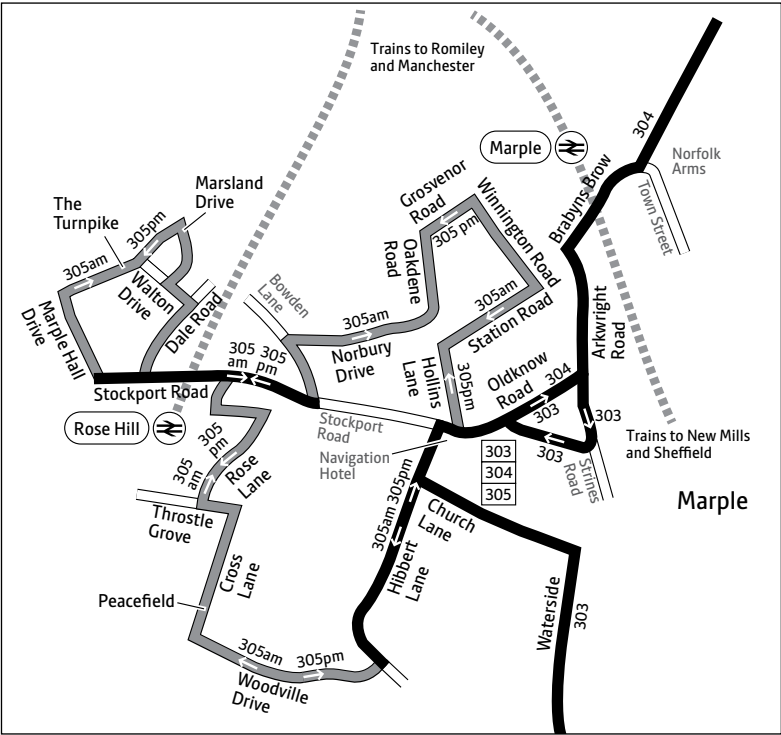 Trains to Romiley
and Manchester
304
Marple
Norfolk
Arms
Town Street
Brabyns Brow
Marsland
Drive
The
Turnpike
305pm
305am
Walton
Drive
Dale Road
Marple Hall
Drive
Grosvenor
Road
305 pm
Winnington Road
Oakdene
Road
Bowden
Lane
305am
Norbury
Drive
305am
Station Road
Arkwright
Road
Hollins
Lane
305pm
Oldknow
Road
304
303
303
303
Strines
Road
305
am
305
pm
Stockport Road
Stockport
Road
Rose Hill
Navigation
Hotel
303
304
305
Trains to New Mills
and Sheffield
Marple
305
pm
305
am
Rose
Lane
Throstle
Grove
305am 305pm
Church
Lane
Hibbert
Lane
Cross
Lane
Peacefield
Waterside
303
305am
305pm
Woodville
Drive